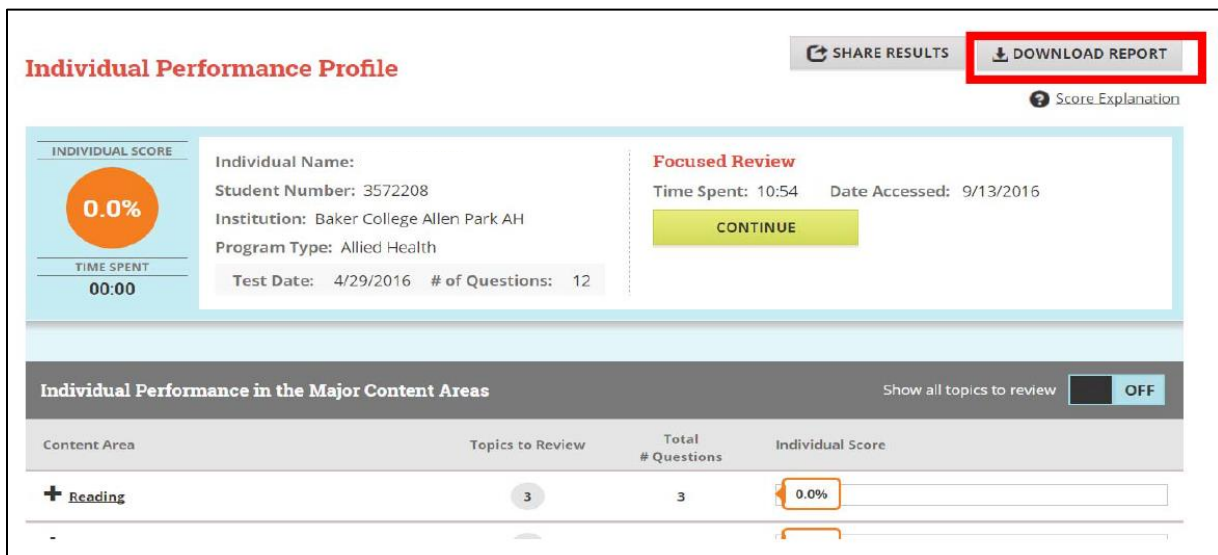 Individual Performance Profile
SHARE RESULTS
DOWNLOAD REPORT
Score Explanation
INDIVIDUAL SCORE
0.0%
TIME SPENT
00:00
Individual Name:
Student Number: 3572208
Institution: Baker College Allen Park AH
Program Type: Allied Health
Test Date: 4/29/2016 # of Questions: 12
Focused Review
Time Spent: 10:54 Date Accessed: 9/13/2016
CONTINUE
Individual Performance in the Major Content Areas
Show all topics to review OFF
Content Area
Topics to Review
Total
# Questions
Individual Score
Reading 3 3 0.0%